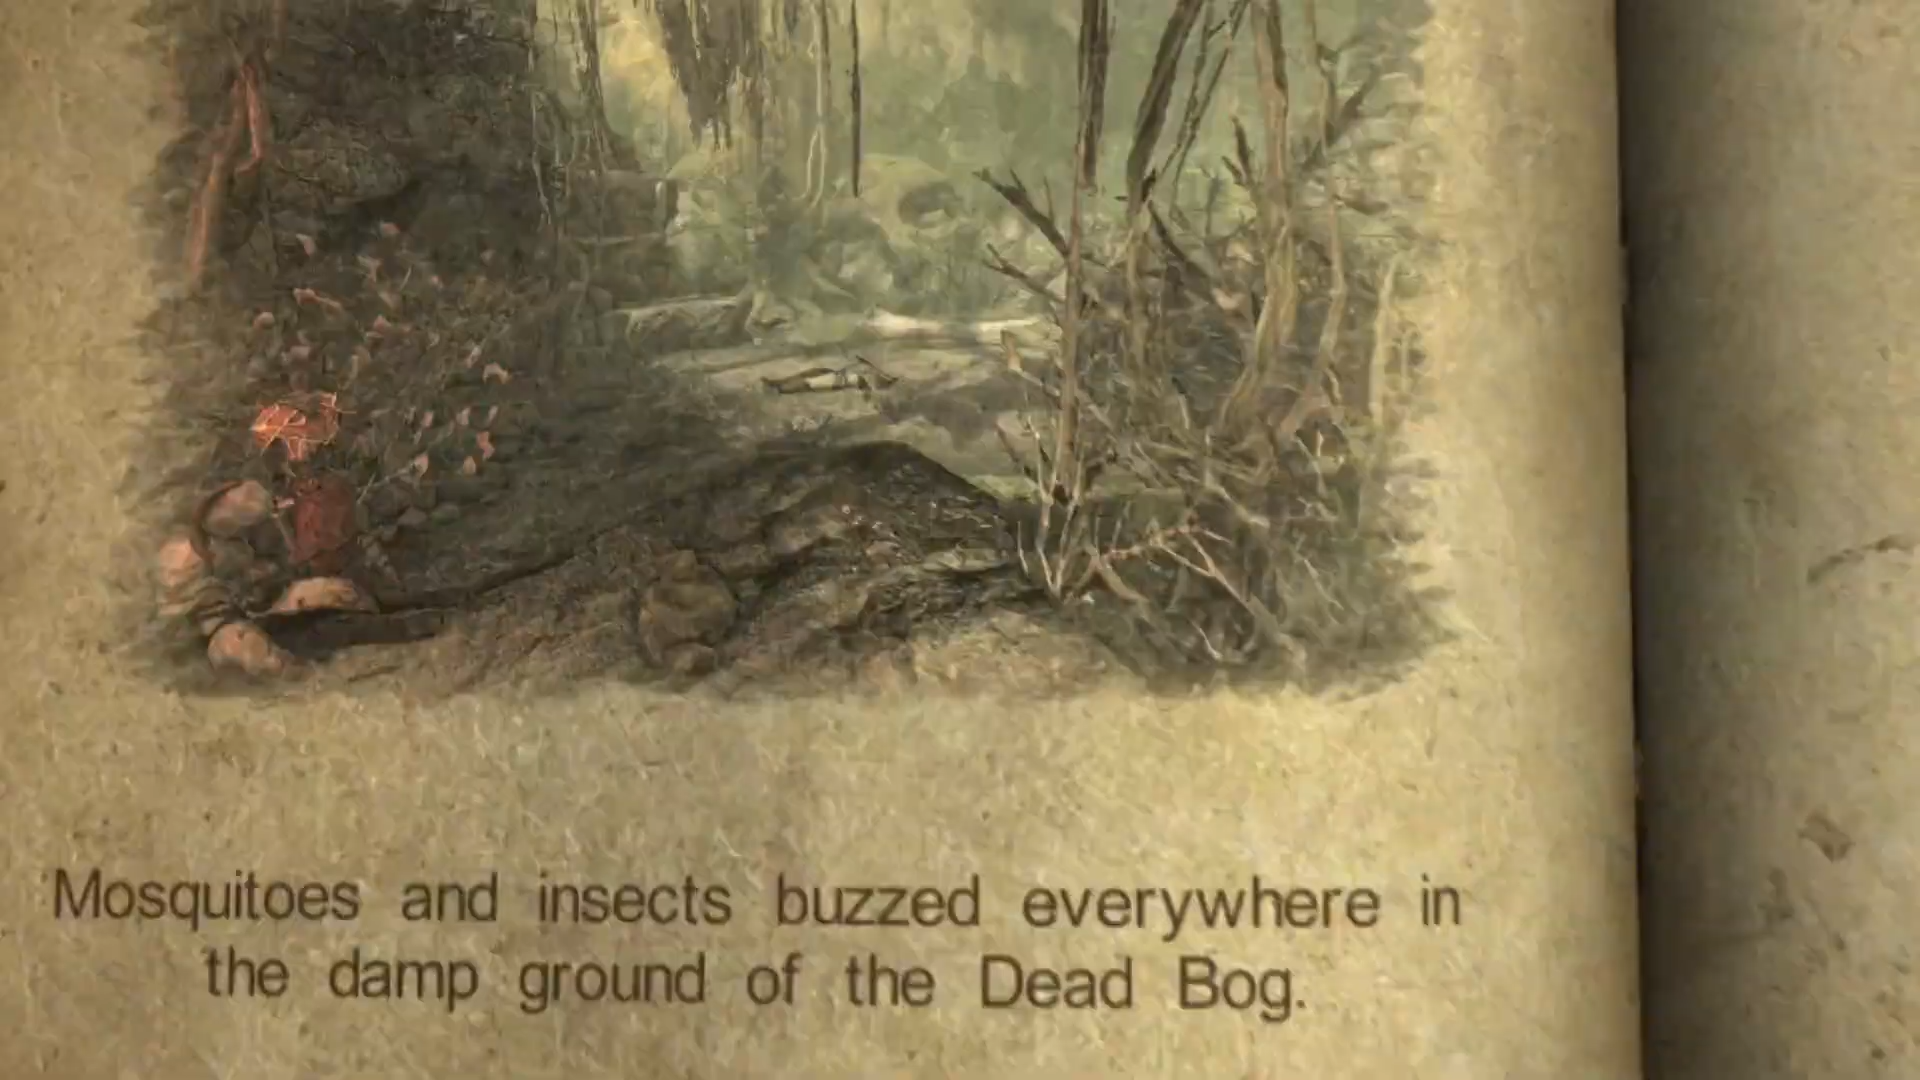 Mosquitoes and insects buzzed everywhere in
the damp ground of the Dead Bog.